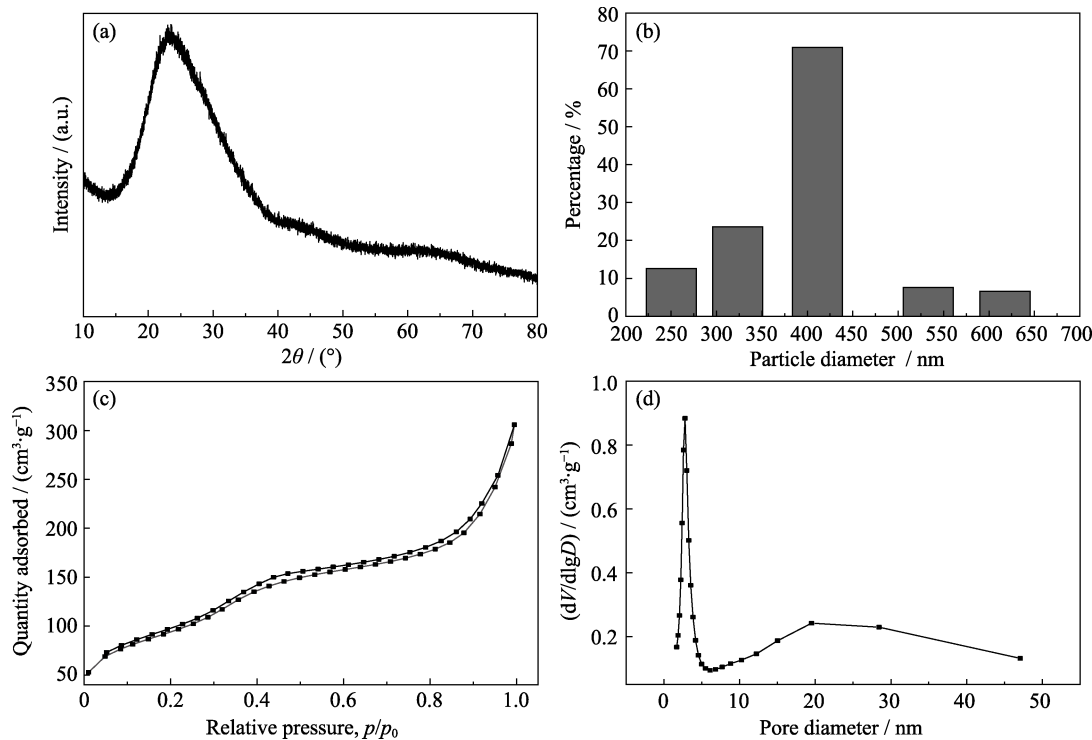 (a)
Intensity / (a.u.)
10 20 30 40 50 60 70 80
2θ / (°)
(b)
Percentage / %
80
70
60
50
40
30
20
10
0
200 250 300 350 400 450 500 550 600 650 700
Particle diameter / nm
(c)
Quantity adsorbed / (cm³·g⁻¹)
350
300
250
200
150
100
50
0 0.2 0.4 0.6 0.8 1.0
Relative pressure, p/p₀
(d)
(dV/dlgD) / (cm³·g⁻¹)
1.0
0.8
0.6
0.4
0.2
0 10 20 30 40 50
Pore diameter / nm